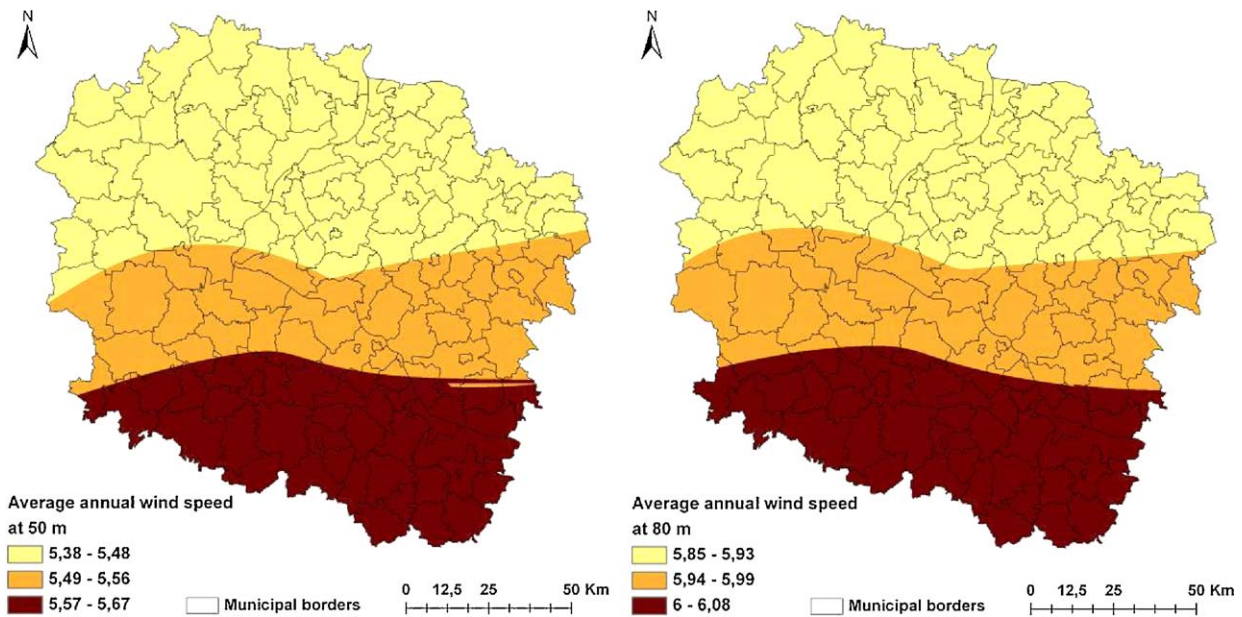 N
Average annual wind speed
at 50 m
5,38 - 5,48
5,49 - 5,56
5,57 - 5,67
Municipal borders
0 12,5 25 50 Km
N
Average annual wind speed
at 80 m
5,85 - 5,93
5,94 - 5,99
6 - 6,08
Municipal borders
0 12,5 25 50 Km